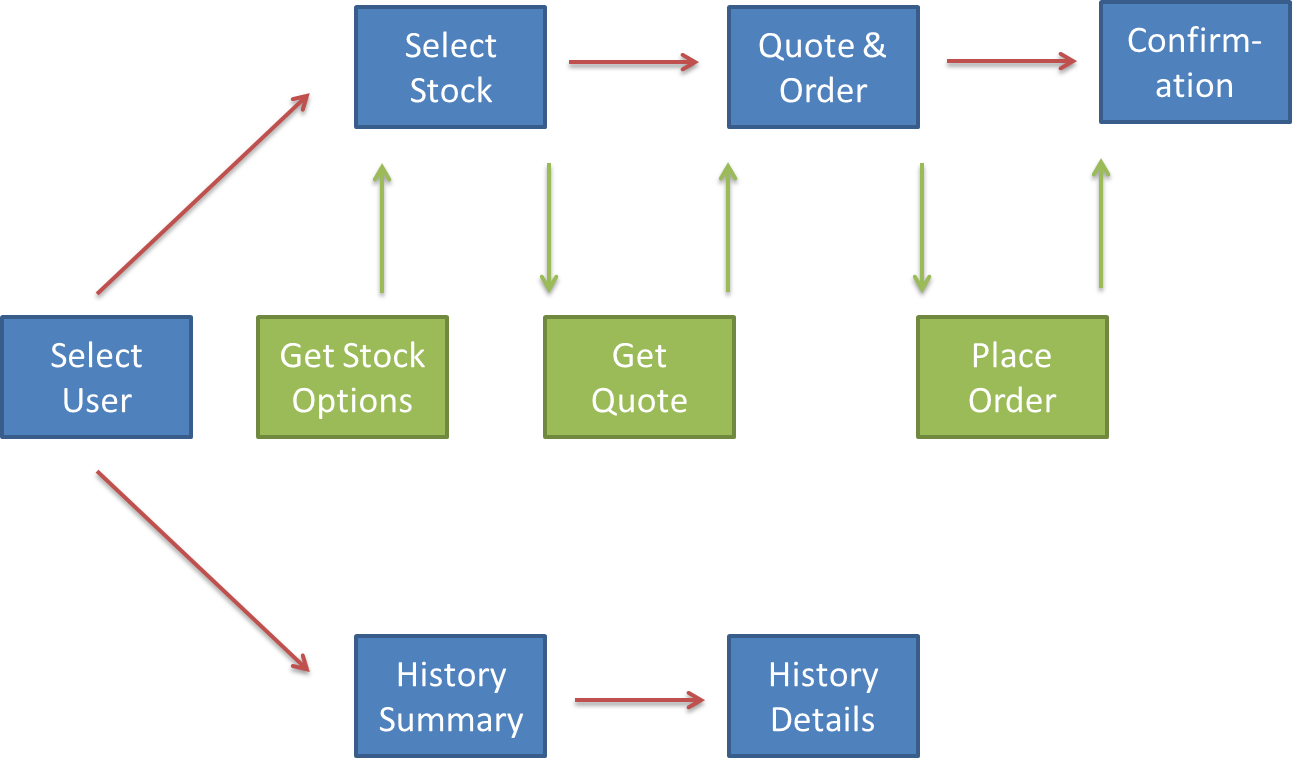 Select
Stock
Quote &
Order
Confirm-
ation
Select
User
Get Stock
Options
Get
Quote
Place
Order
History
Summary
History
Details